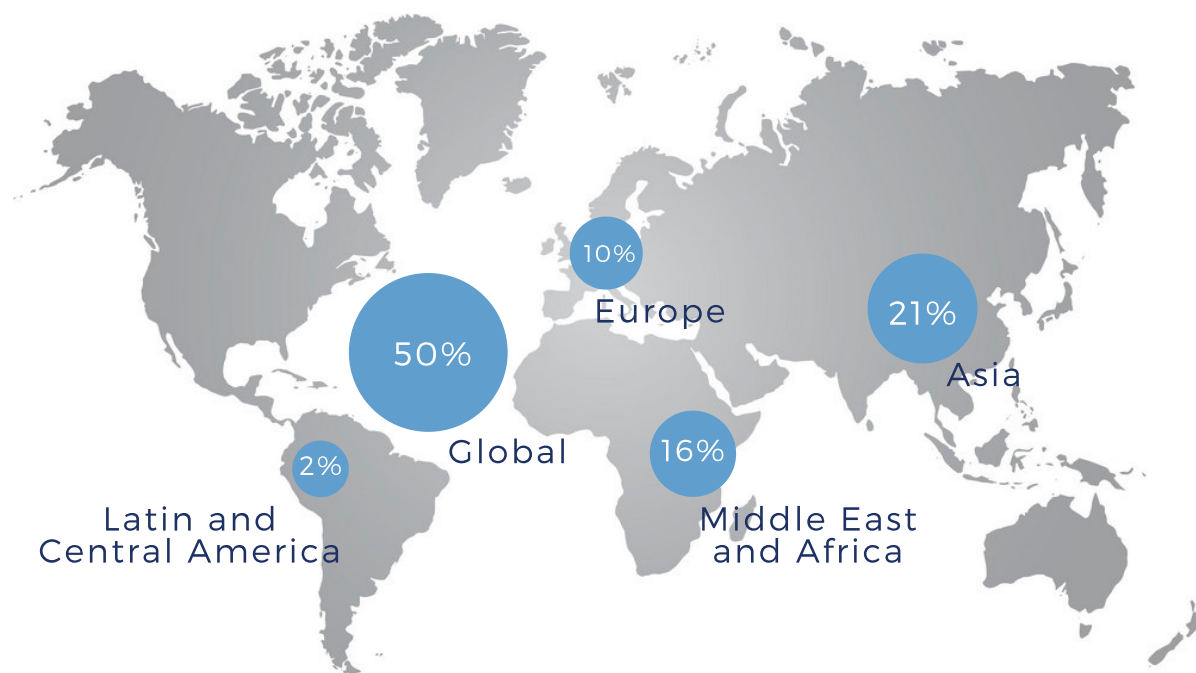 10%
Europe
21%
Asia
50%
Global
16%
Middle East
and Africa
2%
Latin and
Central America